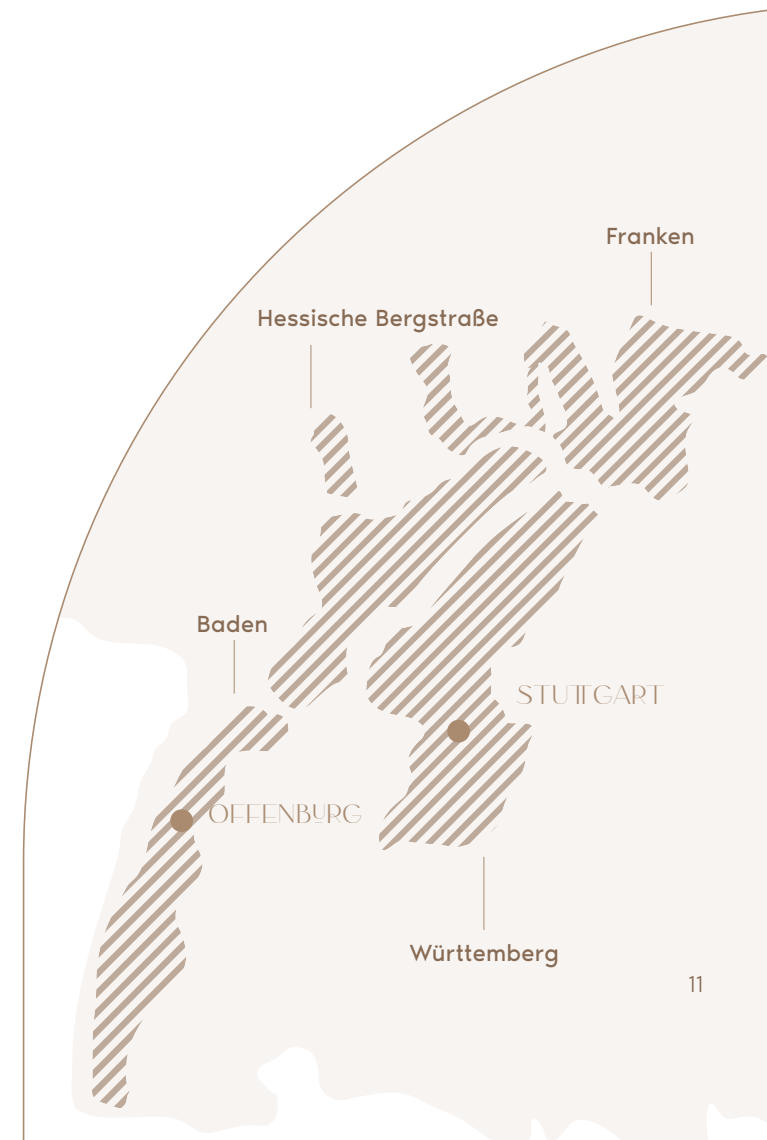 Franken
Hessische Bergstraße
Baden
STUTTGART
OFFENBURG
Württemberg
11